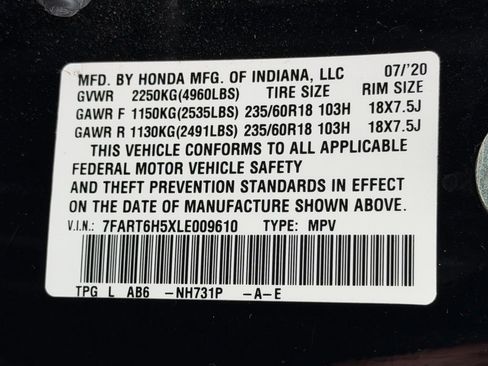 MFD. BY HONDA MFG. OF INDIANA, LLC 07/'20
GVWR 2250KG(4960LBS) TIRE SIZE RIM SIZE
GAWR F 1150KG(2535LBS) 235/60R18 103H 18X7.5J
GAWR R 1130KG(2491LBS) 235/60R18 103H 18X7.5J
THIS VEHICLE CONFORMS TO ALL APPLICABLE
FEDERAL MOTOR VEHICLE SAFETY
AND THEFT PREVENTION STANDARDS IN EFFECT
ON THE DATE OF MANUFACTURE SHOWN ABOVE.
V.I.N.: 7FART6H5XLE009610 TYPE: MPV
TPG L AB6 -NH731P -A-E